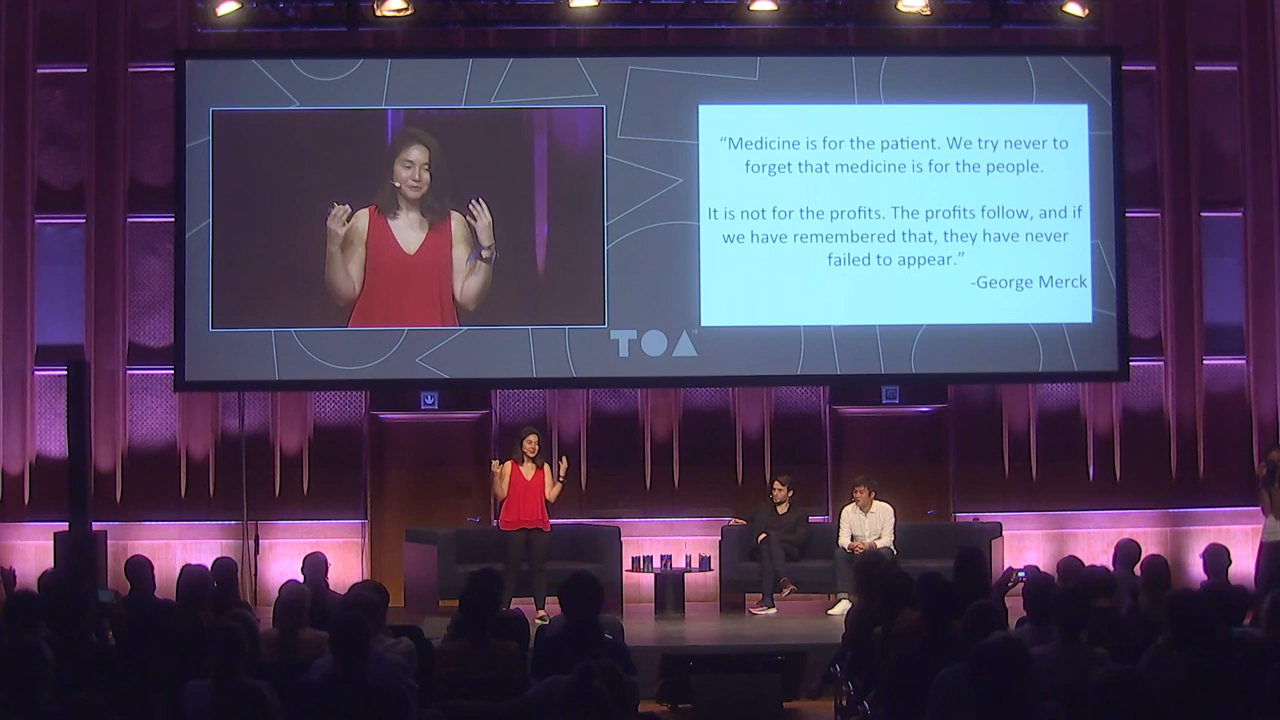 “Medicine is for the patient. We try never to
forget that medicine is for the people.
It is not for the profits. The profits follow, and if
we have remembered that, they have never
failed to appear.”
-George Merck
TOA